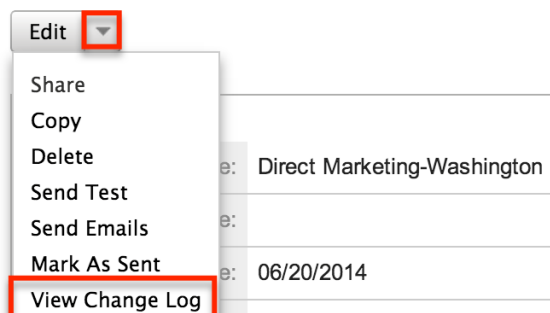 Edit
Share
Copy
Delete
e: Direct Marketing-Washington
Send Test
Send Emails
e:
Mark As Sent
e: 06/20/2014
View Change Log